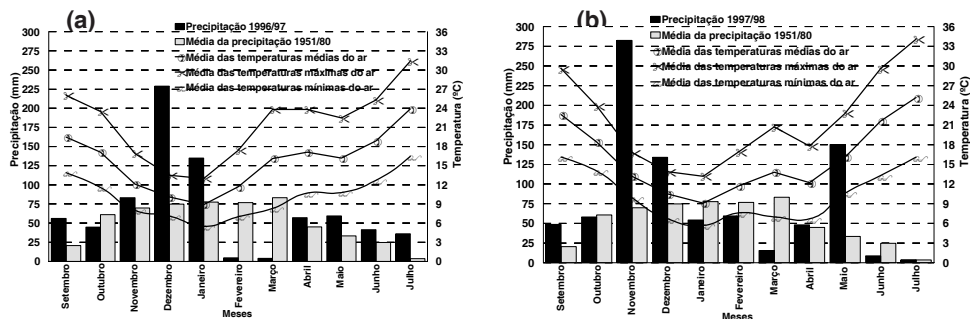 (a)
Precipitação 1996/97
Média da precipitação 1951/80
Média das temperaturas médias do ar
Média das temperaturas máximas do ar
Média das temperaturas mínimas do ar
Precipitação (mm)
300
275
250
225
200
175
150
125
100
75
50
25
0
36
33
30
27
24
21
18
15
12
9
6
3
0
Temperatura (ºC)
Setembro
Outubro
Novembro
Dezembro
Janeiro
Fevereiro
Março
Abril
Maio
Junho
Julho
Meses
(b)
Precipitação 1997/98
Média da precipitação 1951/80
Média das temperaturas médias do ar
Média das temperaturas máximas do ar
Média das temperaturas mínimas do ar
Precipitação (mm)
300
275
250
225
200
175
150
125
100
75
50
25
0
36
33
30
27
24
21
18
15
12
9
6
3
0
Temperatura (ºC)
Setembro
Outubro
Novembro
Dezembro
Janeiro
Fevereiro
Março
Abril
Maio
Junho
Julho
Meses